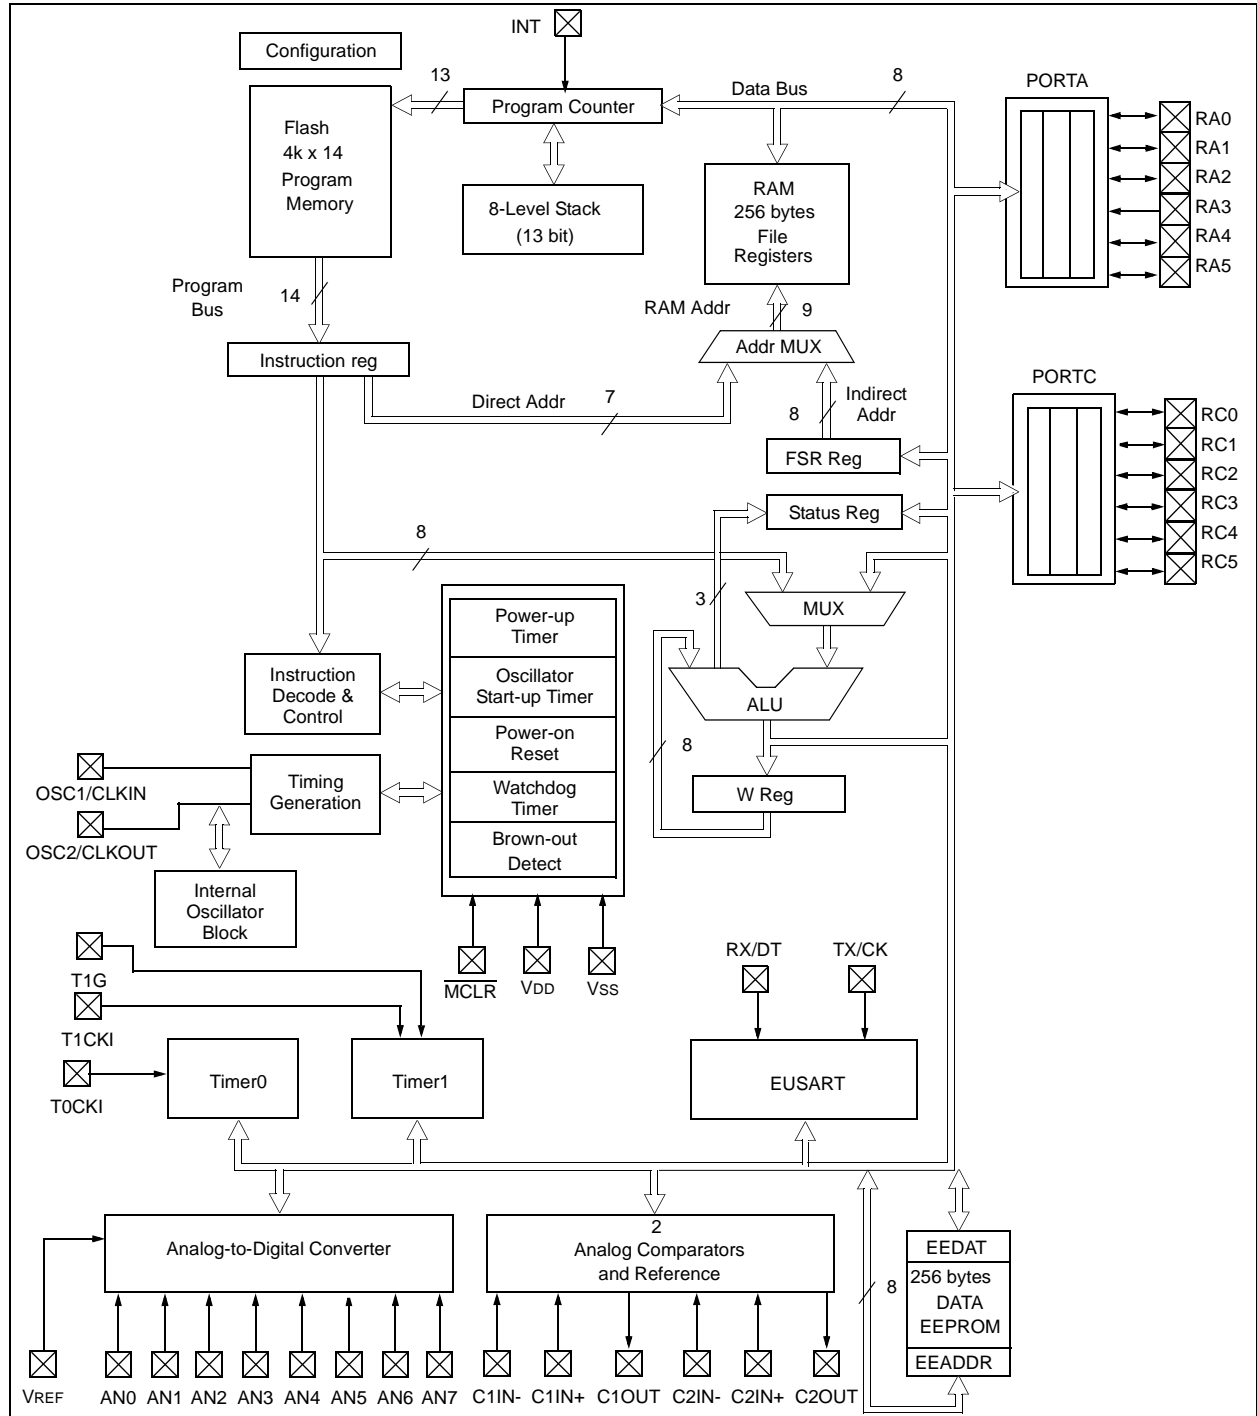 INT
Configuration
13
Program Counter
Data Bus
8
PORTA
Flash
4k x 14
Program
Memory
RA0
RA1
RA2
RA3
RA4
RA5
8-Level Stack
(13 bit)
RAM
256 bytes
File
Registers
Program
Bus
14
RAM Addr
9
Addr MUX
Instruction reg
Direct Addr
7
8
Indirect
Addr
FSR Reg
Status Reg
PORTC
RC0
RC1
RC2
RC3
RC4
RC5
8
3
MUX
ALU
8
W Reg
Power-up
Timer
Oscillator
Start-up Timer
Power-on
Reset
Watchdog
Timer
Brown-out
Detect
Instruction
Decode &
Control
Timing
Generation
OSC1/CLKIN
OSC2/CLKOUT
Internal
Oscillator
Block
MCLR
VDD
VSS
RX/DT
TX/CK
T1G
T1CKI
T0CKI
Timer0
Timer1
EUSART
Analog-to-Digital Converter
2
Analog Comparators
and Reference
8
EEDAT
256 bytes
DATA
EEPROM
EEADDR
VREF
AN0
AN1
AN2
AN3
AN4
AN5
AN6
AN7
C1IN-
C1IN+
C1OUT
C2IN-
C2IN+
C2OUT